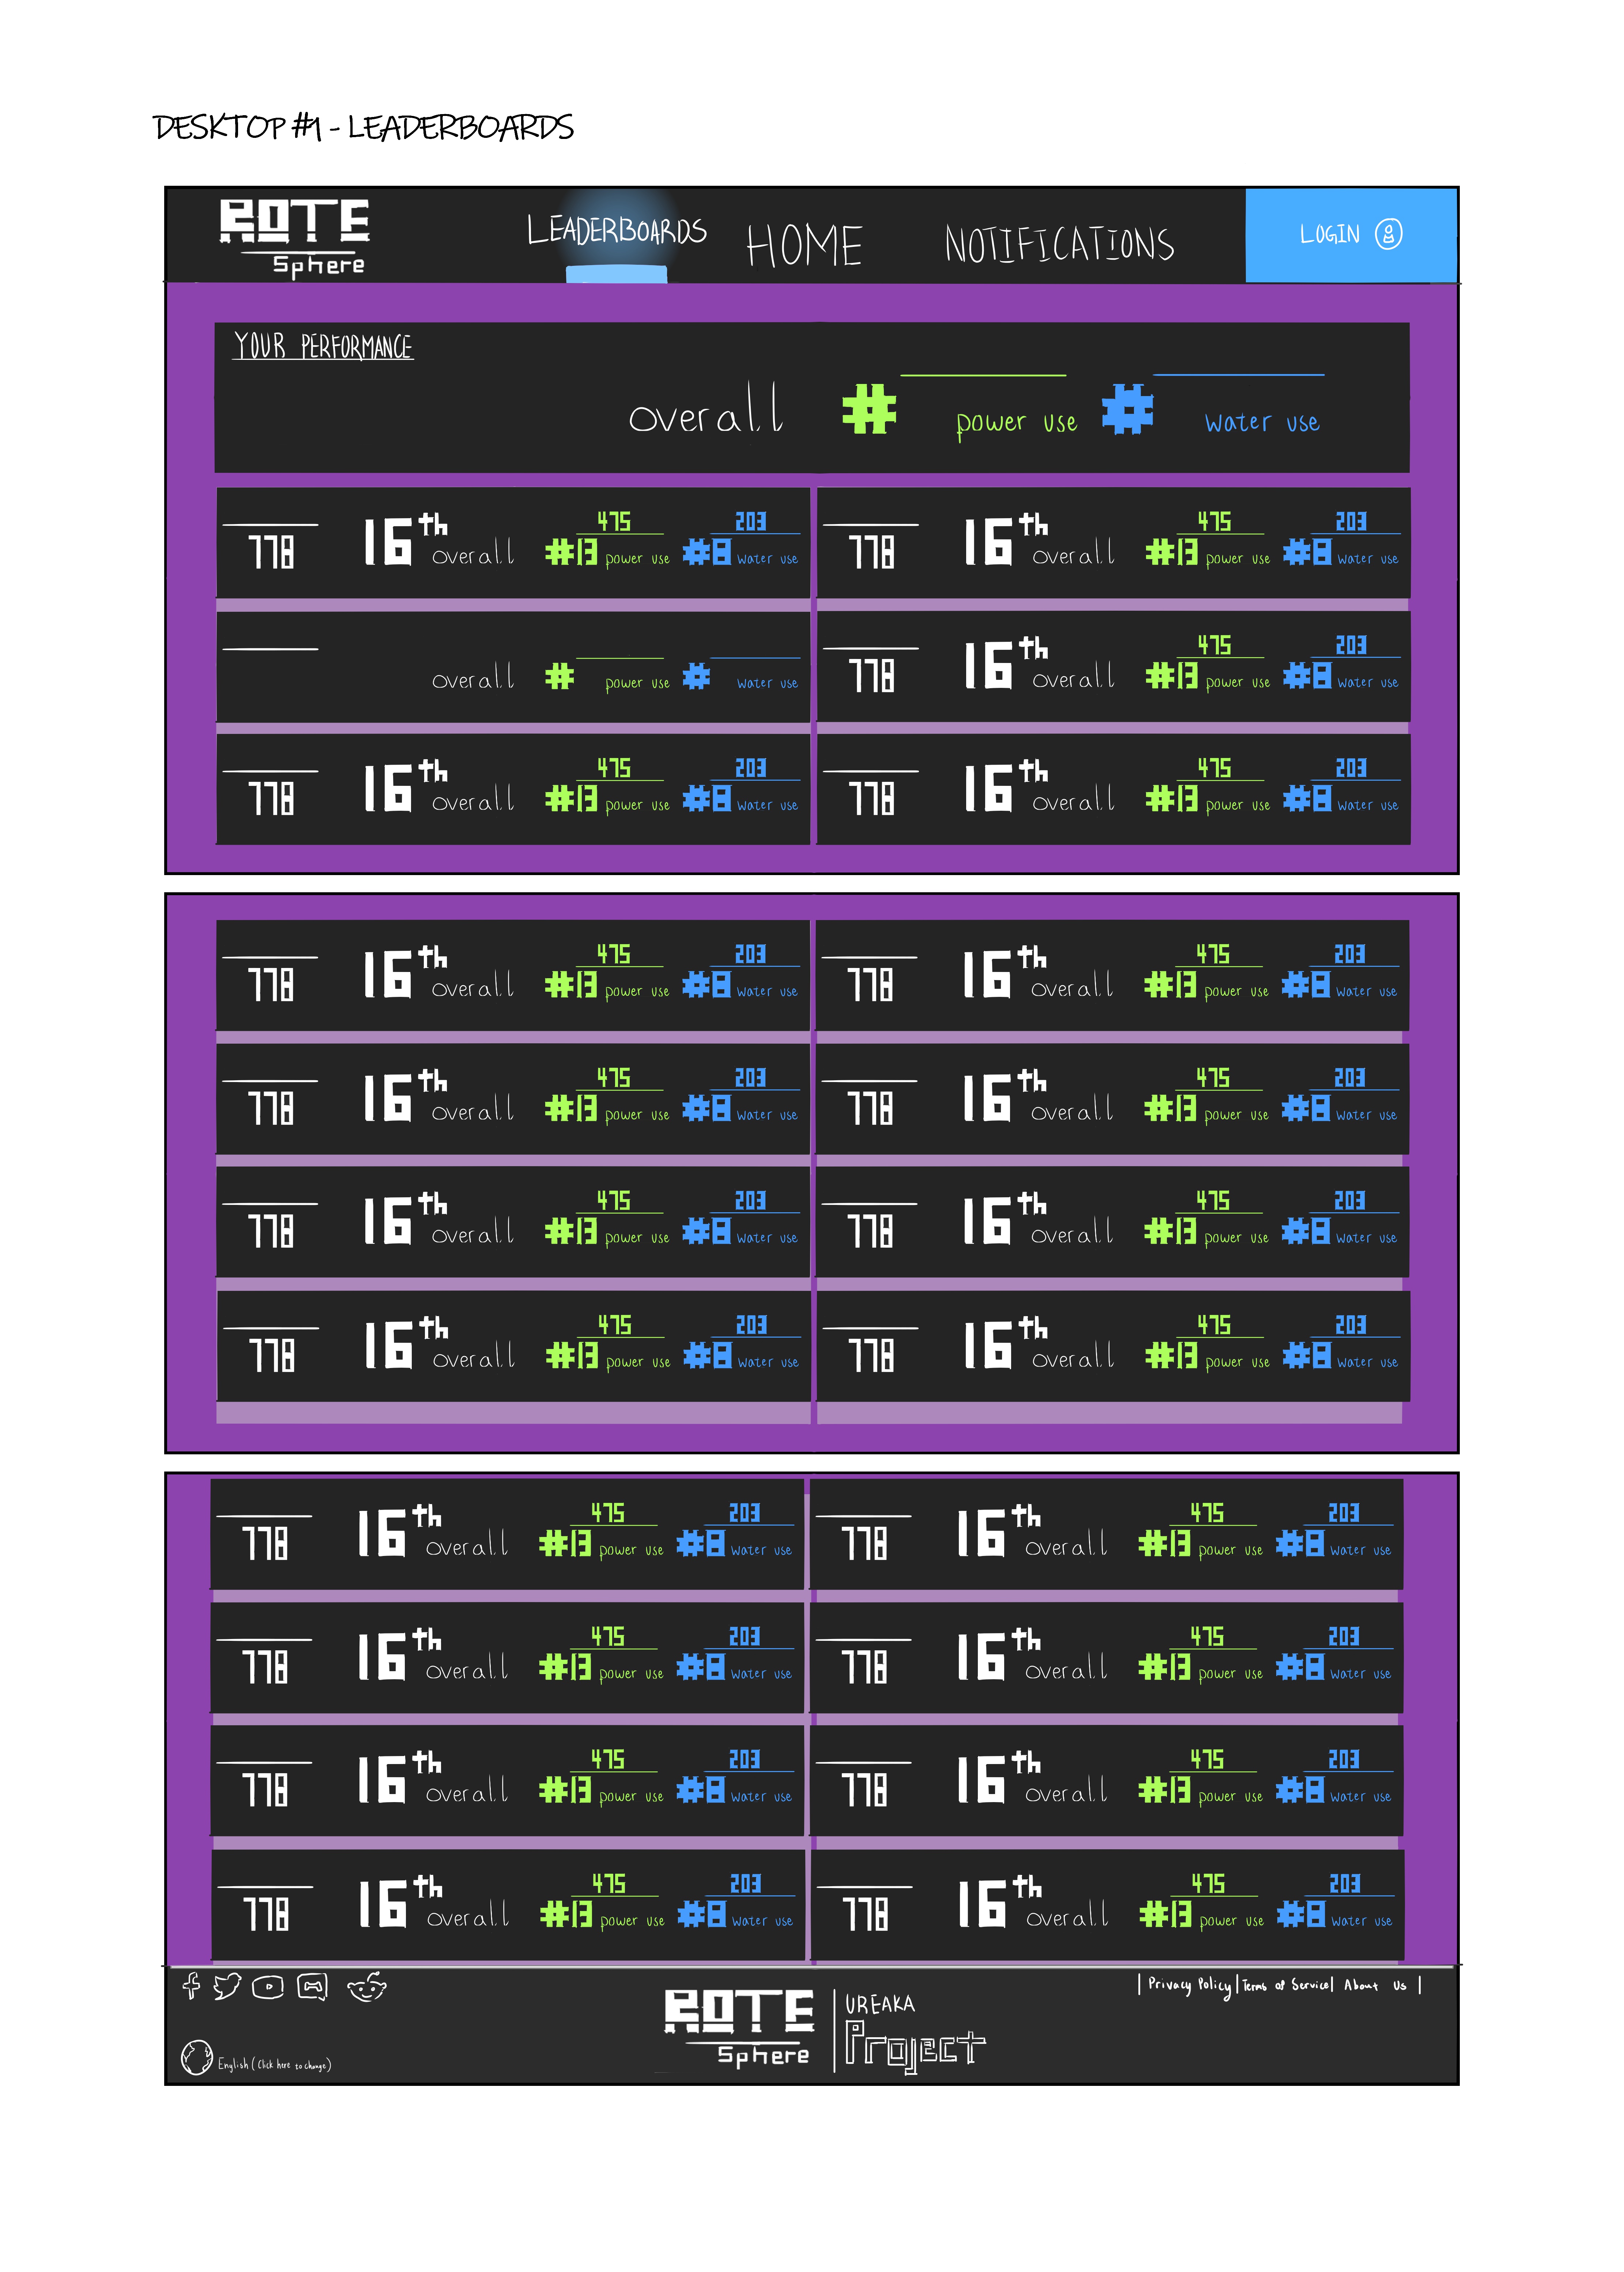 DESKTOP #1 - LEADERBOARDS
ROTE
Sphere
LEADERBOARDS HOME NOTIFICATIONS LOGIN
YOUR PERFORMANCE
overall # power use # water use
475 203 475 203
778 16th overall #13 power use #8 water use 778 16th overall #13 power use #8 water use
475 203
overall # power use # water use 778 16th overall #13 power use #8 water use
475 203 475 203
778 16th overall #13 power use #8 water use 778 16th overall #13 power use #8 water use
475 203 475 203
778 16th overall #13 power use #8 water use 778 16th overall #13 power use #8 water use
475 203 475 203
778 16th overall #13 power use #8 water use 778 16th overall #13 power use #8 water use
475 203 475 203
778 16th overall #13 power use #8 water use 778 16th overall #13 power use #8 water use
475 203 475 203
778 16th overall #13 power use #8 water use 778 16th overall #13 power use #8 water use
475 203 475 203
778 16th overall #13 power use #8 water use 778 16th overall #13 power use #8 water use
475 203 475 203
778 16th overall #13 power use #8 water use 778 16th overall #13 power use #8 water use
475 203 475 203
778 16th overall #13 power use #8 water use 778 16th overall #13 power use #8 water use
475 203 475 203
778 16th overall #13 power use #8 water use 778 16th overall #13 power use #8 water use
| Privacy Policy | Terms of Service | About Us |
ROTE
Sphere
UREAKA
Project
English (Click here to change)